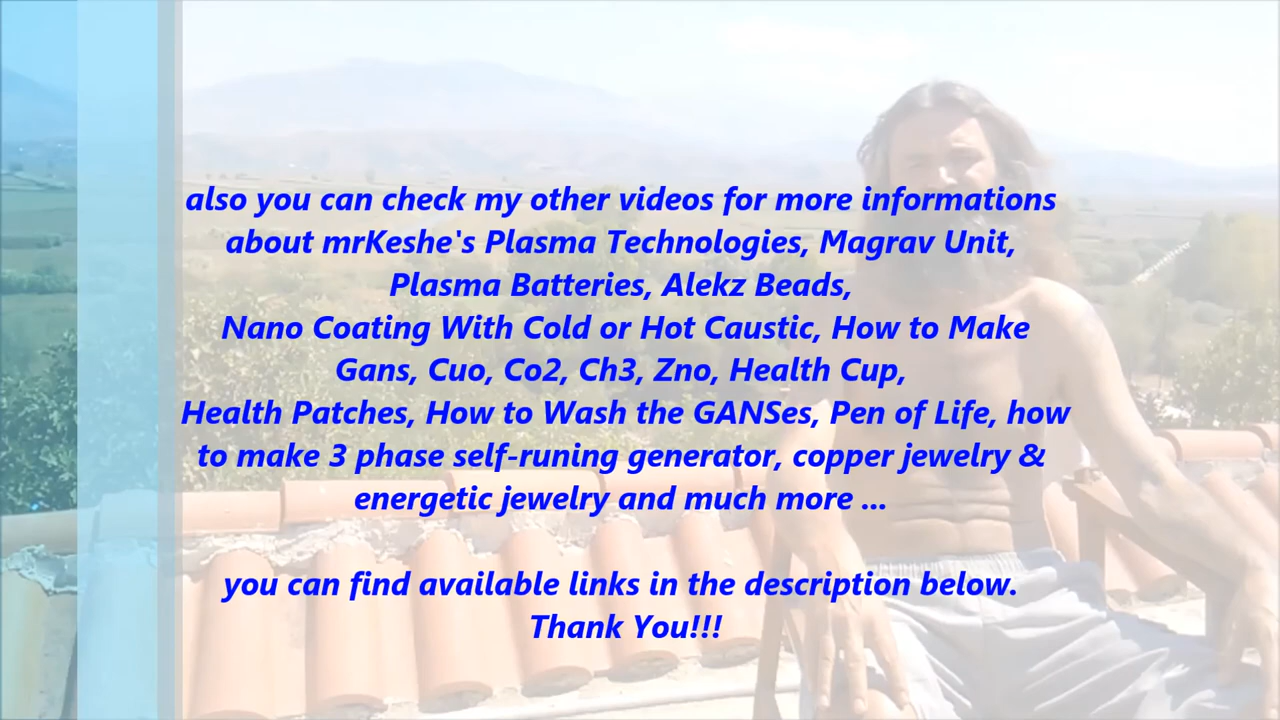 also you can check my other videos for more informations
about mrKeshe's Plasma Technologies, Magrav Unit,
Plasma Batteries, Alekz Beads,
Nano Coating With Cold or Hot Caustic, How to Make
Gans, Cuo, Co2, Ch3, Zno, Health Cup,
Health Patches, How to Wash the GANSes, Pen of Life, how
to make 3 phase self-runing generator, copper jewelry &
energetic jewelry and much more ...
you can find available links in the description below.
Thank You!!!